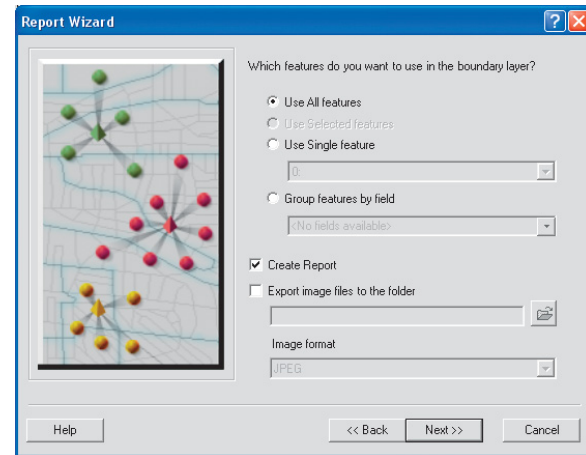 Report Wizard
Which features do you want to use in the boundary layer?
Use All features
Use Selected features
Use Single feature
0:
Group features by field
<No fields available>
Create Report
Export image files to the folder
Image format
JPEG
Help
<< Back
Next >>
Cancel